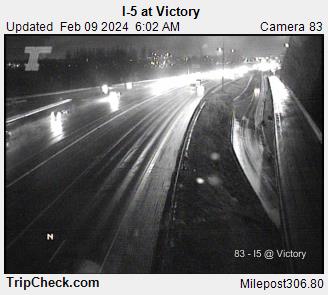 I-5 at Victory
Updated Feb 09 2024 6:02 AM Camera 83
T
N
83 - I5 @ Victory
TripCheck.com Milepost306.80